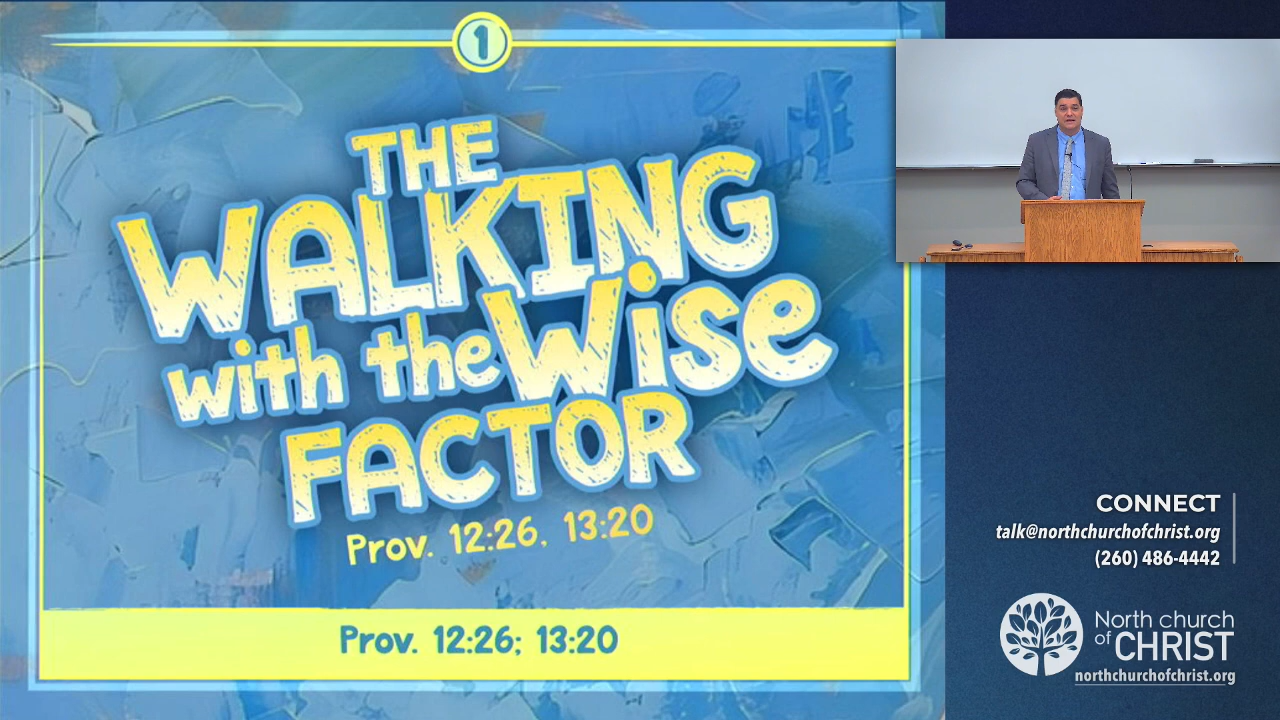 1
THE
WALKING
with the Wise
FACTOR
Prov. 12:26, 13:20
Prov. 12:26; 13:20
CONNECT
talk@northchurchofchrist.org
(260) 486-4442
North church
of CHRIST
northchurchofchrist.org